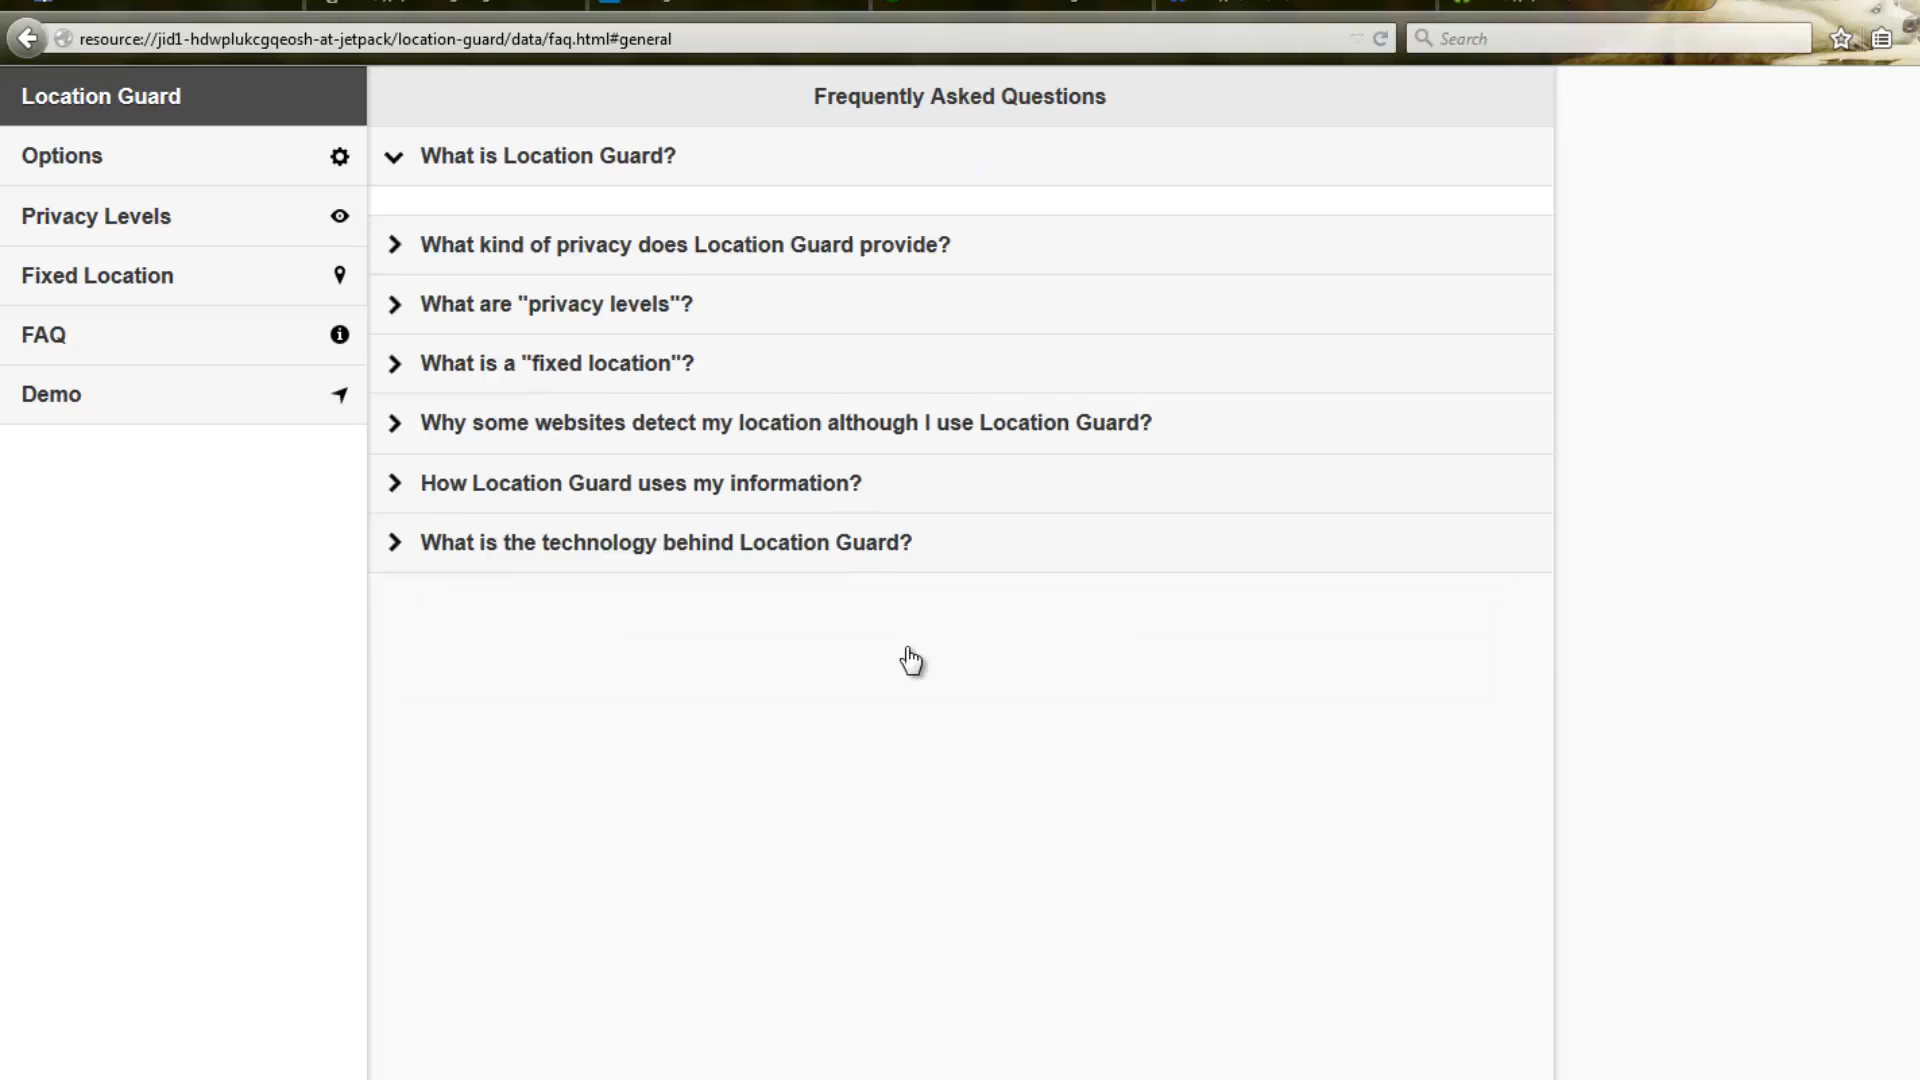 resource://jid1-hdwplukcgqeosh-at-jetpack/location-guard/data/faq.html#general
Search
Location Guard
Frequently Asked Questions
Options
What is Location Guard?
Privacy Levels
What kind of privacy does Location Guard provide?
Fixed Location
What are "privacy levels"?
FAQ
What is a "fixed location"?
Demo
Why some websites detect my location although I use Location Guard?
How Location Guard uses my information?
What is the technology behind Location Guard?